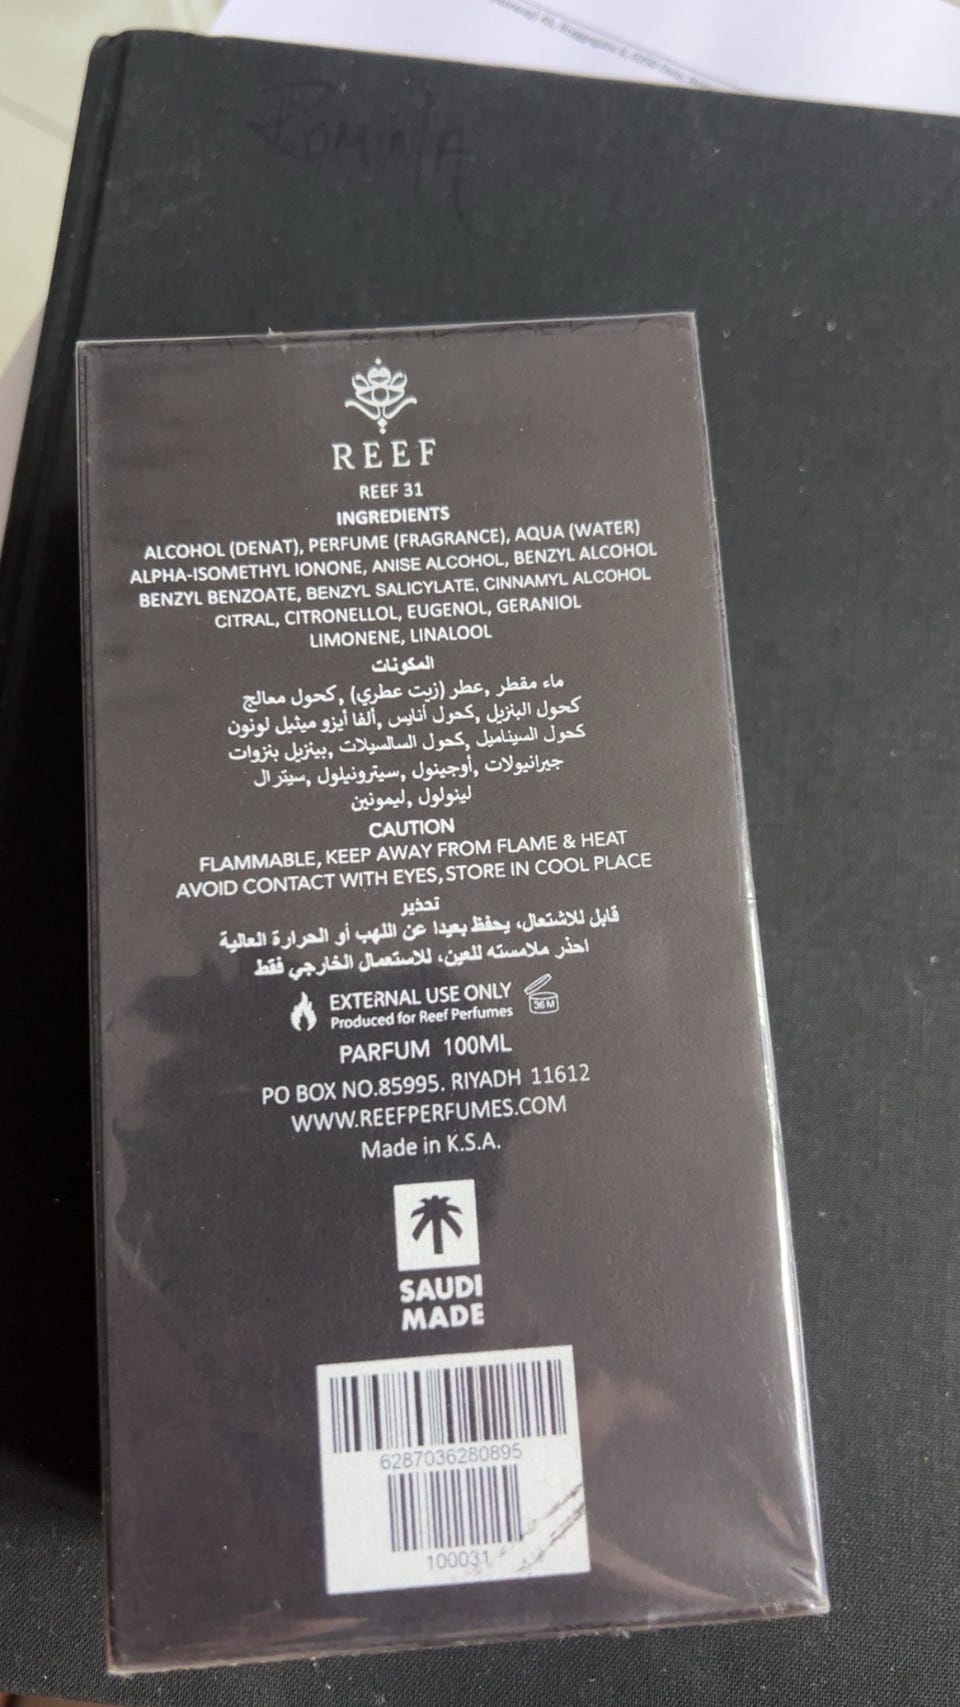 REEF
REEF 31
INGREDIENTS
ALCOHOL (DENAT), PERFUME (FRAGRANCE), AQUA (WATER)
ALPHA-ISOMETHYL IONONE, ANISE ALCOHOL, BENZYL ALCOHOL
BENZYL BENZOATE, BENZYL SALICYLATE, CINNAMYL ALCOHOL
CITRAL, CITRONELLOL, EUGENOL, GERANIOL
LIMONENE, LINALOOL
المكونات
ماء مقطر ,عطر (زيت عطري) ,كحول معالج
كحول البنزيل ,كحول أنايس ,ألفا أيزو ميثيل لونون
كحول السيناميل ,كحول السالسيلات ,بينزيل بنزوات
جيرانيولات ,أوجينول ,سيترونيلول ,سيترال
لينولول ,ليمونين
CAUTION
FLAMMABLE, KEEP AWAY FROM FLAME & HEAT
AVOID CONTACT WITH EYES, STORE IN COOL PLACE
تحذير
قابل للاشتعال، يحفظ بعيدا عن اللهب أو الحرارة العالية
احذر ملامسته للعين، للاستعمال الخارجي فقط
EXTERNAL USE ONLY
36 M
Produced for Reef Perfumes
PARFUM 100ML
PO BOX NO.85995. RIYADH 11612
WWW.REEFPERFUMES.COM
Made in K.S.A.
SAUDI
MADE
6287036280895
100031